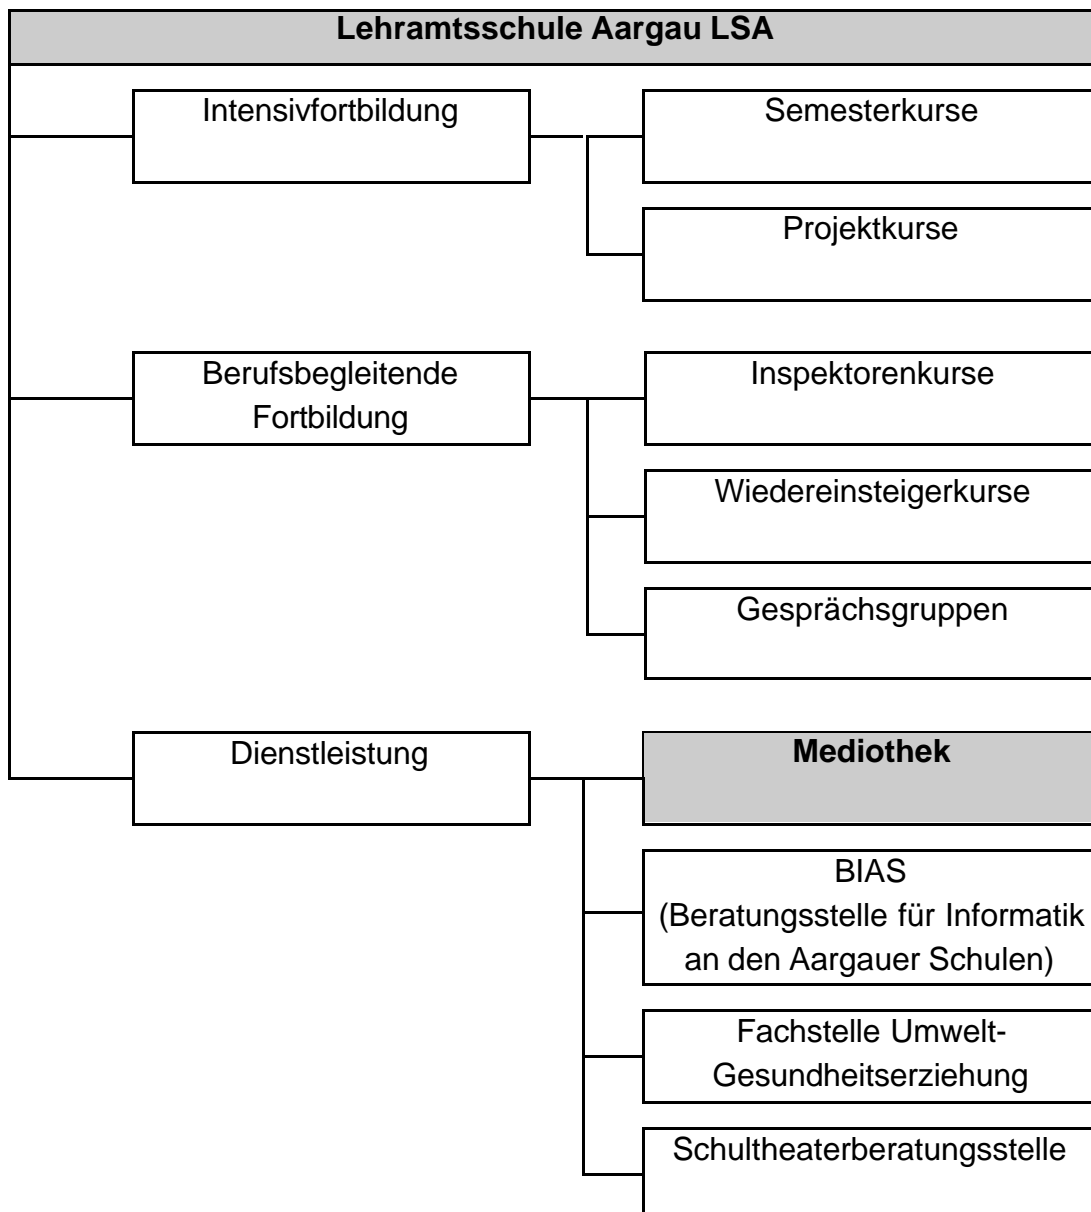 Lehramtsschule Aargau LSA
Intensivfortbildung
Semesterkurse
Projektkurse
Berufsbegleitende
Fortbildung
Inspektorenkurse
Wiedereinsteigerkurse
Gesprächsgruppen
Dienstleistung
Mediothek
BIAS
(Beratungsstelle für Informatik
an den Aargauer Schulen)
Fachstelle Umwelt-
Gesundheitserziehung
Schultheaterberatungsstelle